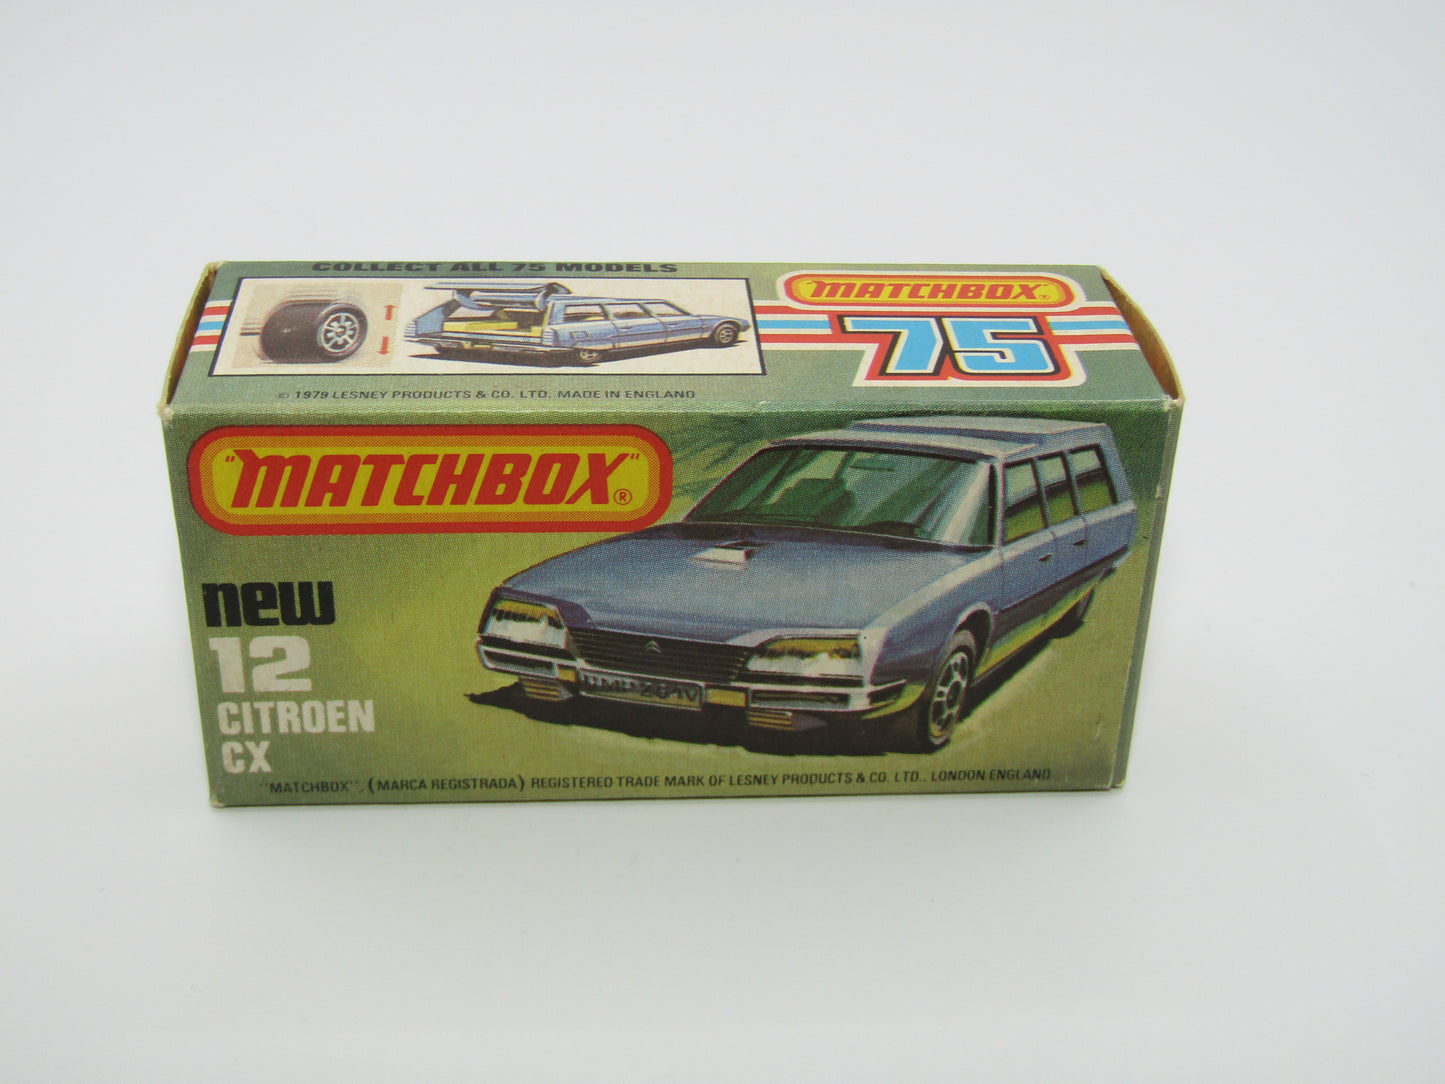 COLLECT ALL 75 MODELS
"MATCHBOX"®
75
© 1979 LESNEY PRODUCTS & CO. LTD. MADE IN ENGLAND
"MATCHBOX"®
new
12
CITROEN
CX
"MATCHBOX", (MARCA REGISTRADA) REGISTERED TRADE MARK OF LESNEY PRODUCTS & CO. LTD., LONDON ENGLAND